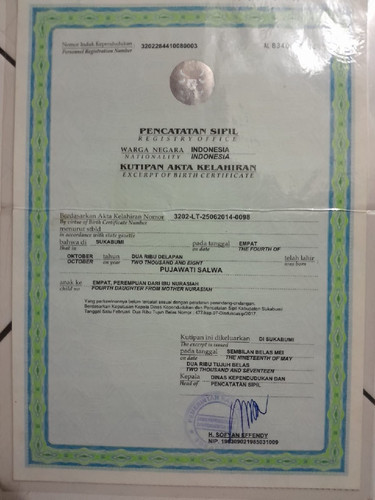 Nomor Induk Kependudukan
Personnel Registration Number
3202264410080003
PENCATATAN SIPIL
REGISTRY OFFICE
WARGA NEGARA INDONESIA
NATIONALITY INDONESIA
KUTIPAN AKTA KELAHIRAN
EXCERPT OF BIRTH CERTIFICATE
Berdasarkan Akta Kelahiran Nomor 3202-LT-25062014-0098
By virtue of Birth Certificate Number
menurut stbld
in accordance with state gazette
bahwa di SUKABUMI pada tanggal EMPAT
that in on date THE FOURTH OF
OKTOBER tahun DUA RIBU DELAPAN telah lahir
OCTOBER on year TWO THOUSAND AND EIGHT was born
PUJAWATI SALWA
anak ke EMPAT, PEREMPUAN DARI IBU NURASIAH
child no FOURTH DAUGHTER FROM MOTHER NURASIAH
Kutipan ini dikeluarkan DI SUKABUMI
The excerpt is issued
pada tanggal SEMBILAN BELAS MEI
on date THE NINETEENTH OF MAY
DUA RIBU TUJUH BELAS
TWO THOUSAND AND SEVENTEEN
Kepala DINAS KEPENDUDUKAN DAN
Head of PENCATATAN SIPIL
H. SOFYAN EFFENDY
NIP.